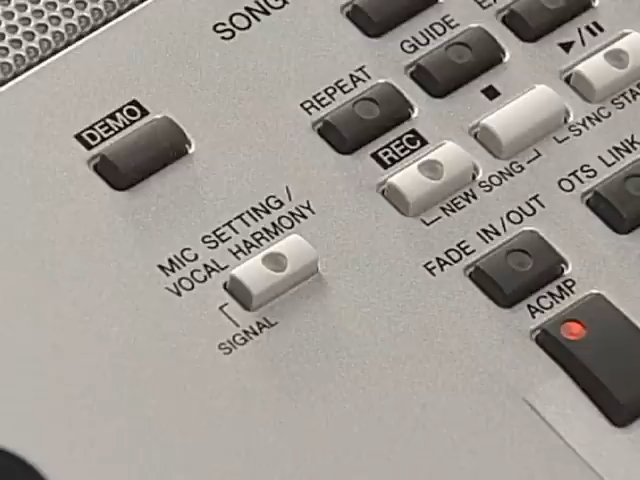 SONG
GUIDE
▶/II
REPEAT
■
DEMO
REC
SYNC
NEW SONG
OTS LINK
MIC SETTING/
VOCAL HARMONY
FADE IN/OUT
ACMP
SIGNAL